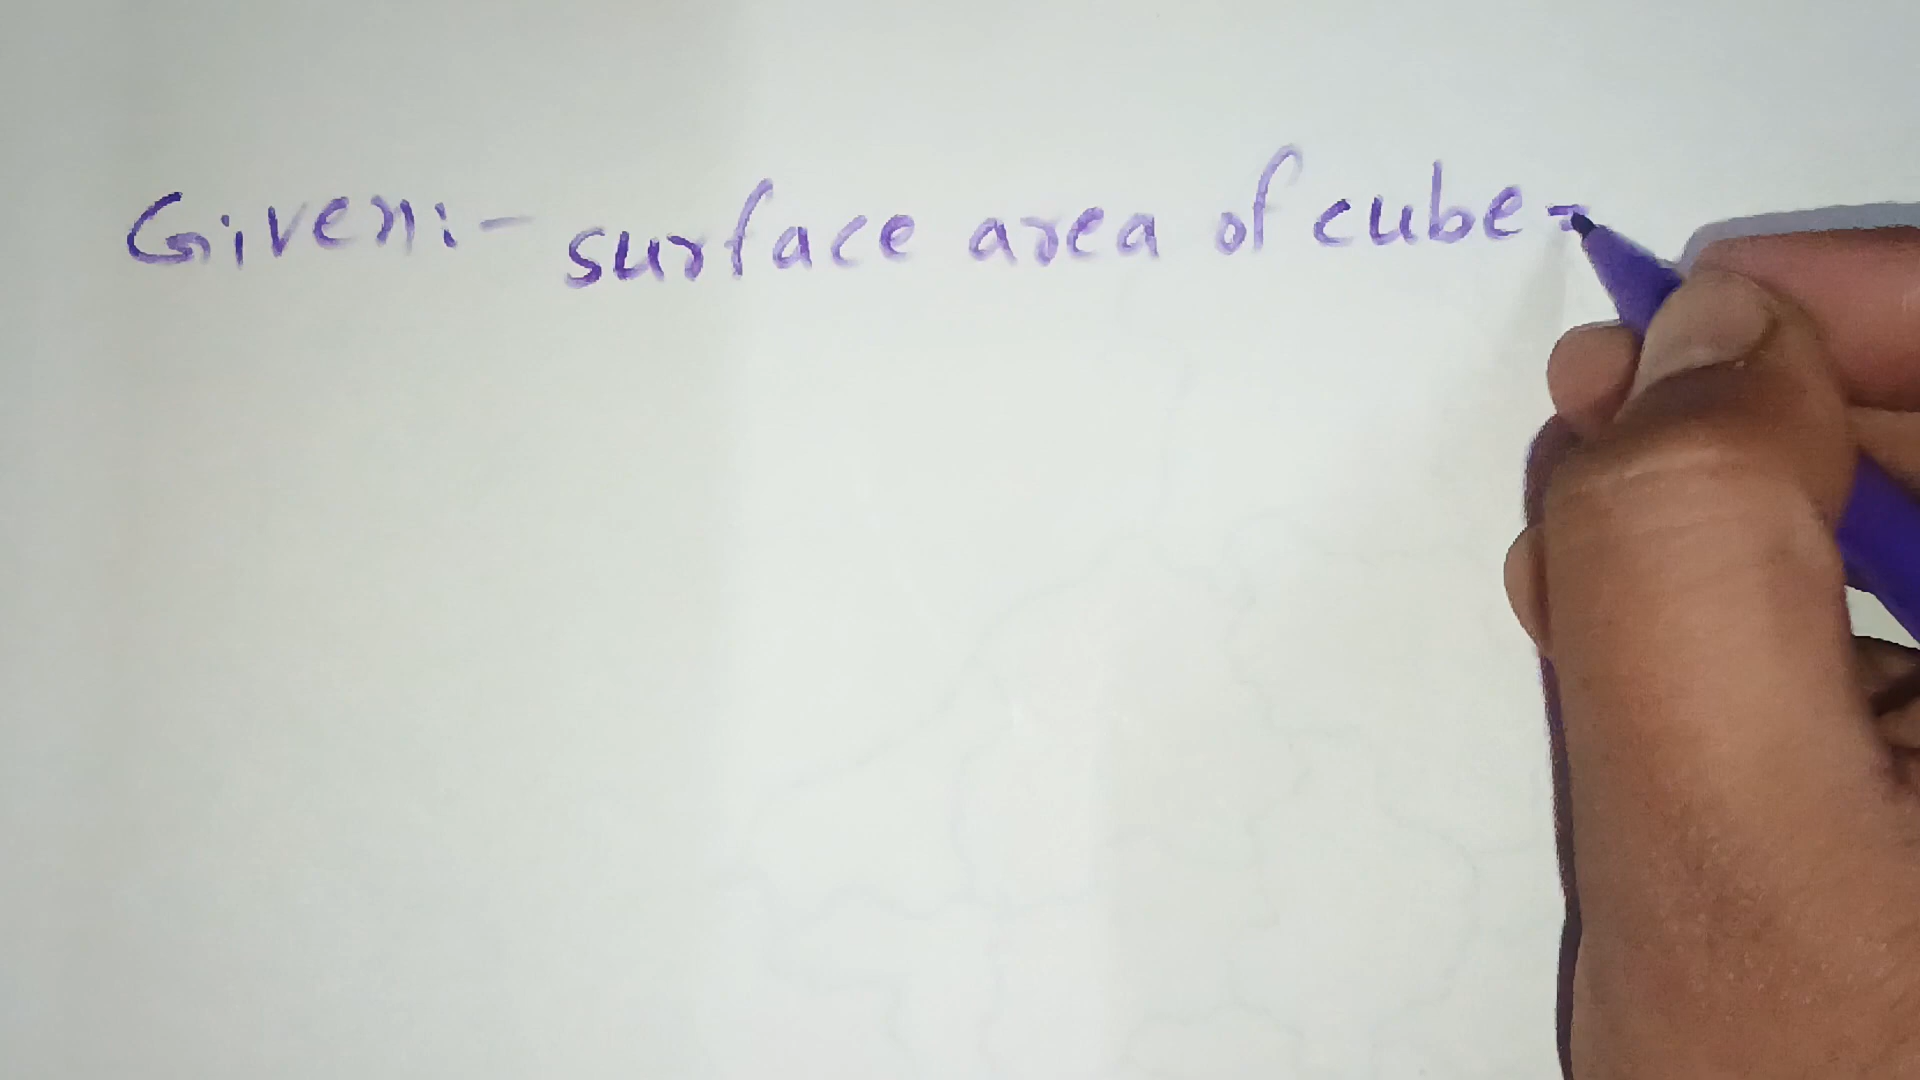 Given:- surface area of cube =